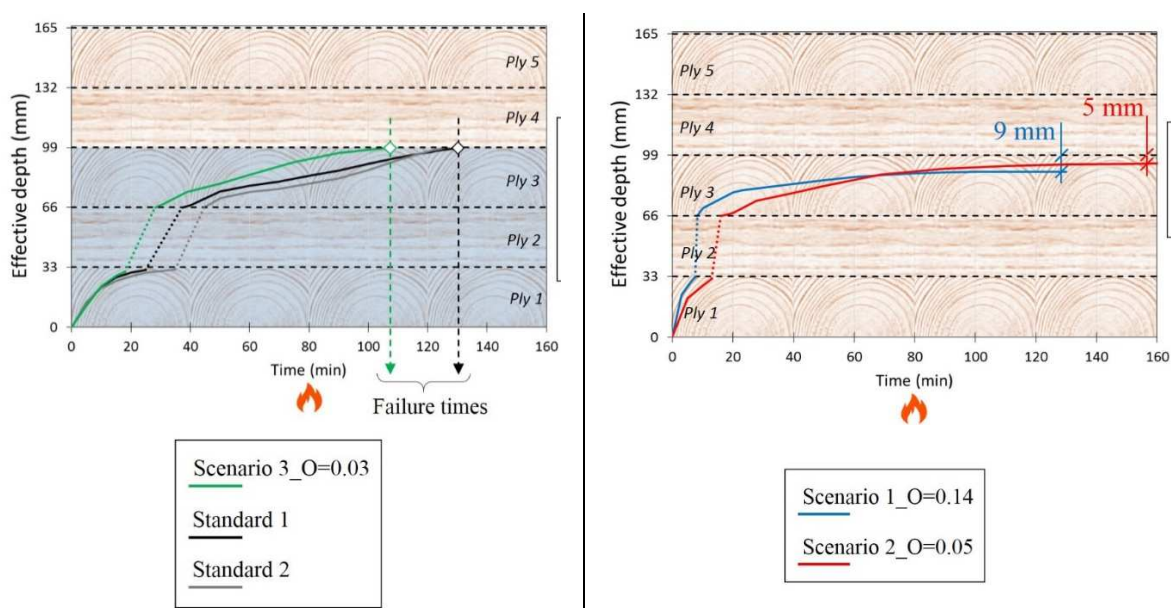 165
132
99
66
33
0
Effective depth (mm)
Ply 5
Ply 4
Ply 3
Ply 2
Ply 1
0 20 40 60 80 100 120 140 160
Time (min)
Failure times
Scenario 3_O=0.03
Standard 1
Standard 2
165
132
99
66
33
0
Effective depth (mm)
Ply 5
Ply 4
Ply 3
Ply 2
Ply 1
5 mm
9 mm
0 20 40 60 80 100 120 140 160
Time (min)
Scenario 1_O=0.14
Scenario 2_O=0.05